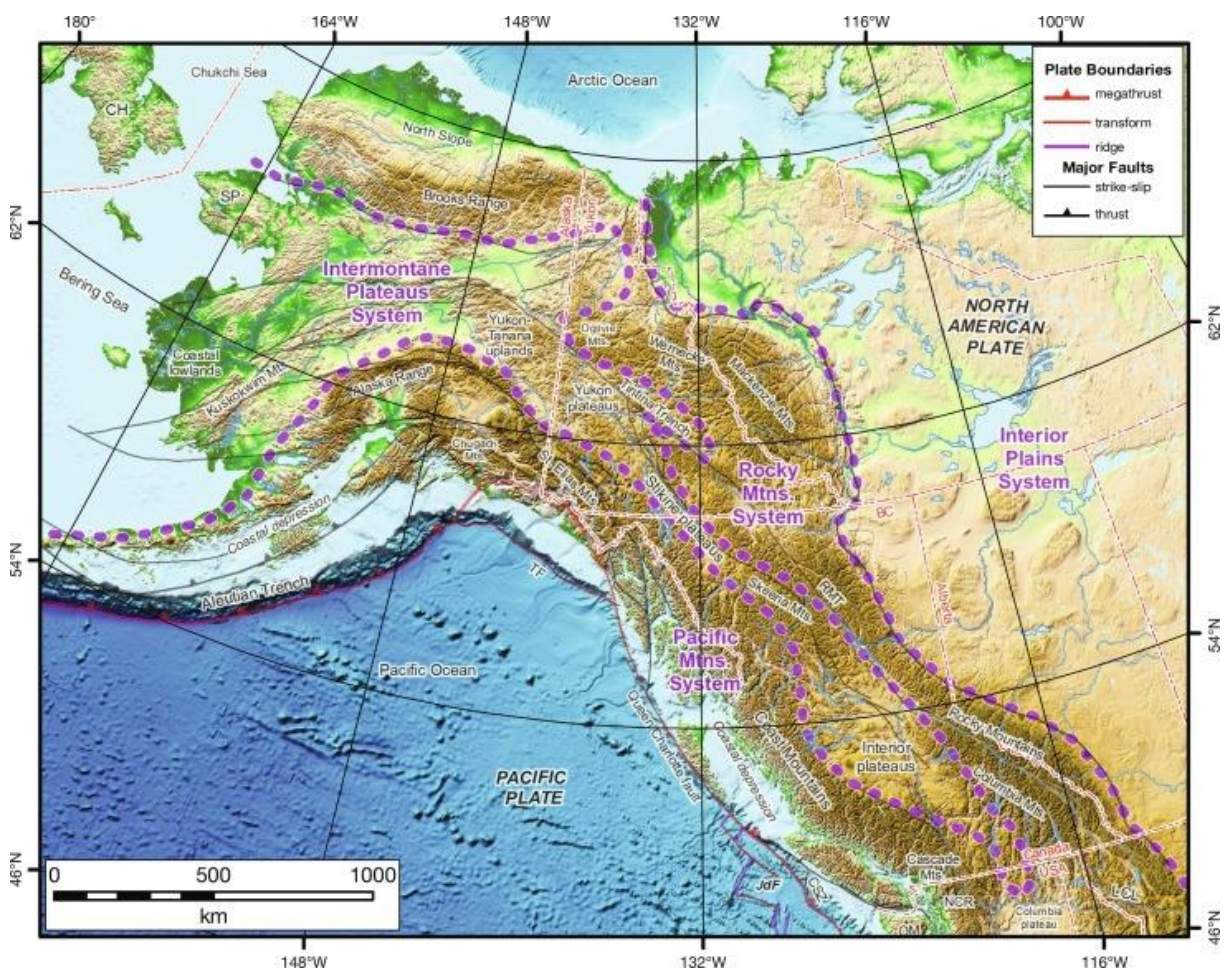 180°
164°W
148°W
132°W
116°W
100°W
Chukchi Sea
Arctic Ocean
Plate Boundaries
megathrust
transform
ridge
Major Faults
strike-slip
thrust
CH
North Slope
SP
Brooks Range
Alaska
Yukon
62°N
Bering Sea
Intermontane
Plateaus
System
NORTH
AMERICAN
PLATE
62°N
Yukon-
Tanana
uplands
Ogilvie
Mts.
Wernecke
Mts.
Mackenzie Mts.
Coastal
lowlands
Kuskokwim Mts.
Alaska Range
Yukon
plateaus
Tintina Trench
Interior
Plains
System
Chugach
Mts.
St. Elias Mts.
Rocky
Mtns.
System
Stikine plateaus
BC
Coastal depression
54°N
Aleutian Trench
TF
Skeena Mts.
RMT
Alberta
54°N
Pacific
Mtns.
System
Pacific Ocean
Queen Charlotte fault
Coastal depression
Coast Mountains
Interior
plateaus
Rocky Mountains
Columbia Mts.
PACIFIC
PLATE
46°N
0
500
1000
km
JdF
CSZ
Cascade
Mts.
Canada
USA
NCR
LCL
OM
Columbia
plateau
46°N
148°W
132°W
116°W